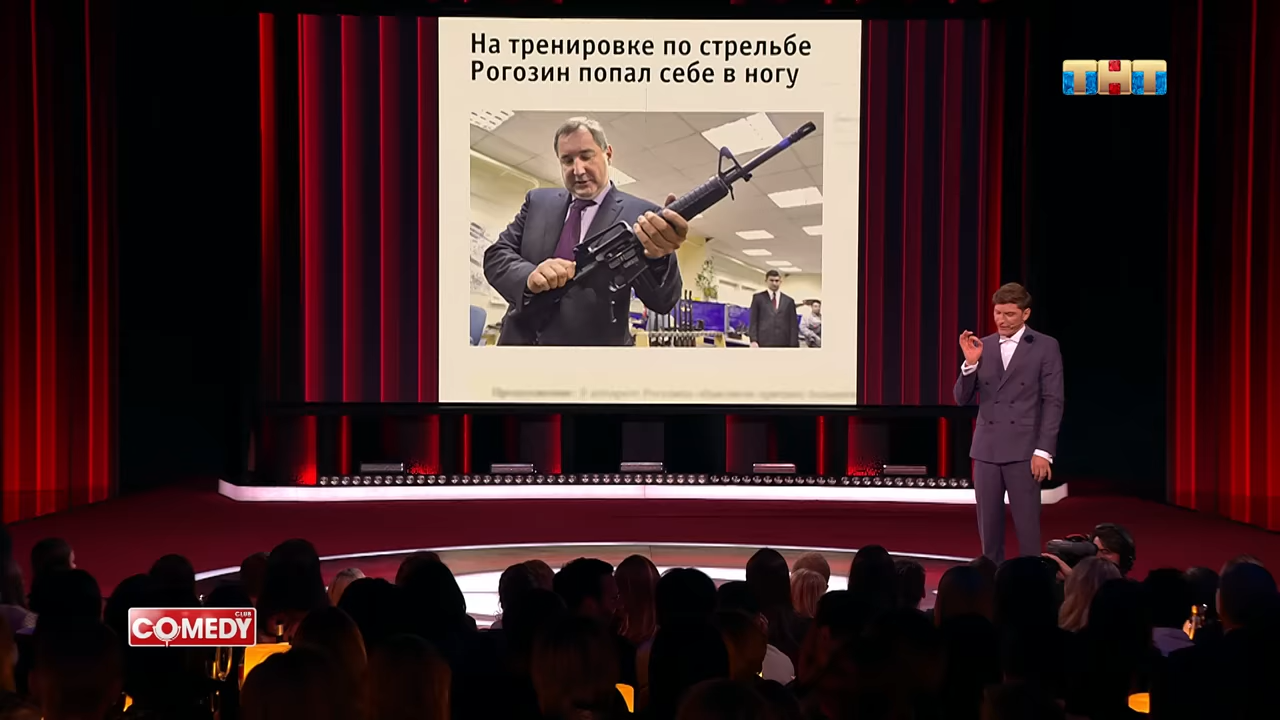 На тренировке по стрельбе
Рогозин попал себе в ногу
ТНТ
COMEDY
CLUB